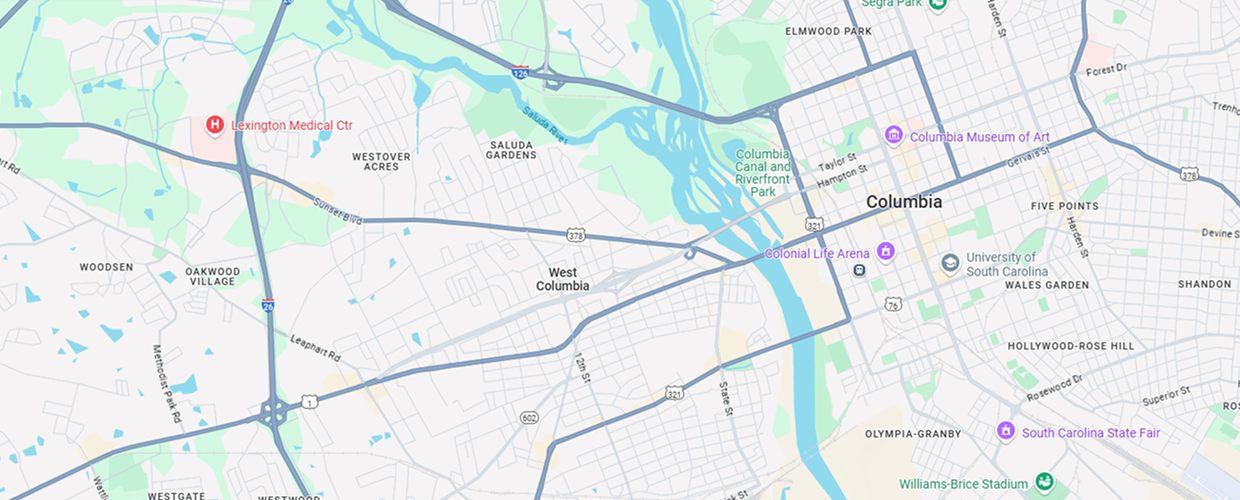 Segra Park
Harden St
ELMWOOD PARK
126
Forest Dr
Saluda River
Lexington Medical Ctr
Columbia Museum of Art
WESTOVER
ACRES
SALUDA
GARDENS
Columbia
Canal and
Riverfront
Park
Taylor St
Hampton St
Gervais St
378
Sunset Blvd
Columbia
FIVE POINTS
321
378
Harden St
Devine S
Colonial Life Arena
University of
South Carolina
WOODSEN
OAKWOOD
VILLAGE
West
Columbia
WALES GARDEN
SHANDON
26
76
Leaphart Rd
HOLLYWOOD-ROSE HILL
Methodist Park Rd
12th St
Rosewood Dr
Superior St
1
321
State St
602
OLYMPIA-GRANBY
South Carolina State Fair
Williams-Brice Stadium
WESTGATE
WESTWOOD